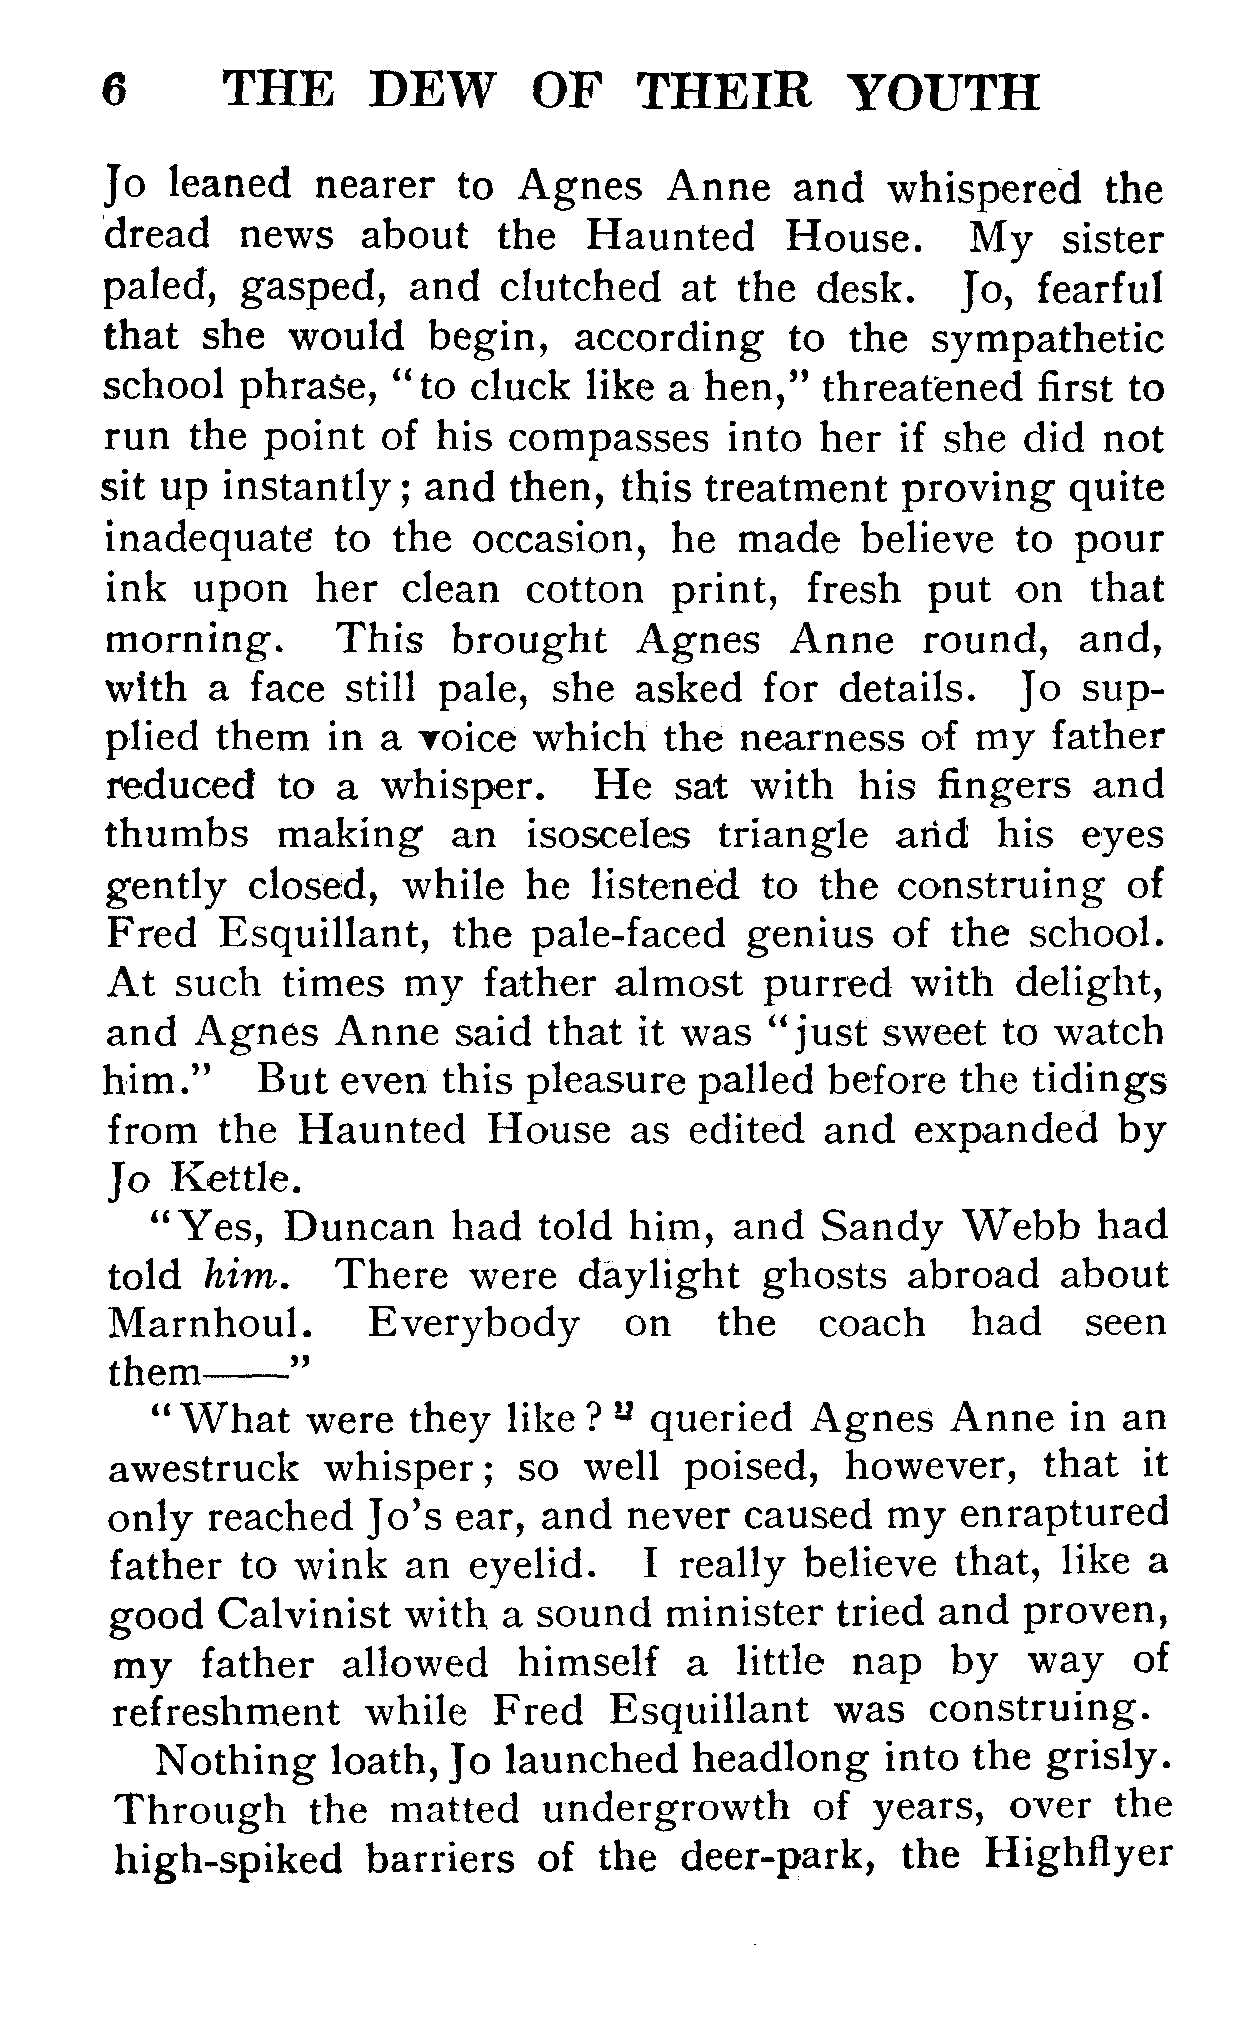 6 THE DEW OF THEIR YOUTH
Jo leaned nearer to Agnes Anne and whispered the
dread news about the Haunted House. My sister
paled, gasped, and clutched at the desk. Jo, fearful
that she would begin, according to the sympathetic
school phrase, “to cluck like a hen,” threatened first to
run the point of his compasses into her if she did not
sit up instantly; and then, this treatment proving quite
inadequate to the occasion, he made believe to pour
ink upon her clean cotton print, fresh put on that
morning. This brought Agnes Anne round, and,
with a face still pale, she asked for details. Jo sup-
plied them in a voice which the nearness of my father
reduced to a whisper. He sat with his fingers and
thumbs making an isosceles triangle and his eyes
gently closed, while he listened to the construing of
Fred Esquillant, the pale-faced genius of the school.
At such times my father almost purred with delight,
and Agnes Anne said that it was “just sweet to watch
him.” But even this pleasure palled before the tidings
from the Haunted House as edited and expanded by
Jo Kettle.
“Yes, Duncan had told him, and Sandy Webb had
told him. There were daylight ghosts abroad about
Marnhoul. Everybody on the coach had seen
them——”
“What were they like?” queried Agnes Anne in an
awestruck whisper; so well poised, however, that it
only reached Jo’s ear, and never caused my enraptured
father to wink an eyelid. I really believe that, like a
good Calvinist with a sound minister tried and proven,
my father allowed himself a little nap by way of
refreshment while Fred Esquillant was construing.
Nothing loath, Jo launched headlong into the grisly.
Through the matted undergrowth of years, over the
high-spiked barriers of the deer-park, the Highflyer